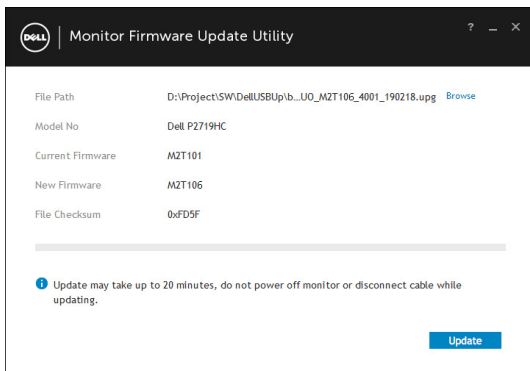 DELL Monitor Firmware Update Utility ? _ ×
File Path D:\Project\SW\DellUSBUp\b...UO_M2T106_4001_190218.upg Browse
Model No Dell P2719HC
Current Firmware M2T101
New Firmware M2T106
File Checksum 0xFD5F
Update may take up to 20 minutes, do not power off monitor or disconnect cable while
updating.
Update